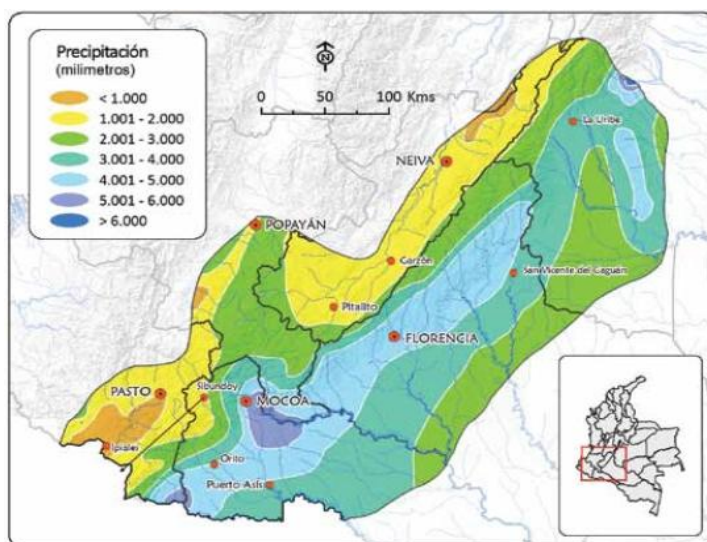 Precipitación
(milimetros)
< 1.000
1.001 - 2.000
2.001 - 3.000
3.001 - 4.000
4.001 - 5.000
5.001 - 6.000
> 6.000
N
0 50 100 Kms
La Uribe
NEIVA
POPAYÁN
Garzón
San Vicente del Caguán
Pitalito
FLORENCIA
PASTO
Sibundoy
MOCOA
Ipiales
Orito
Puerto Asís